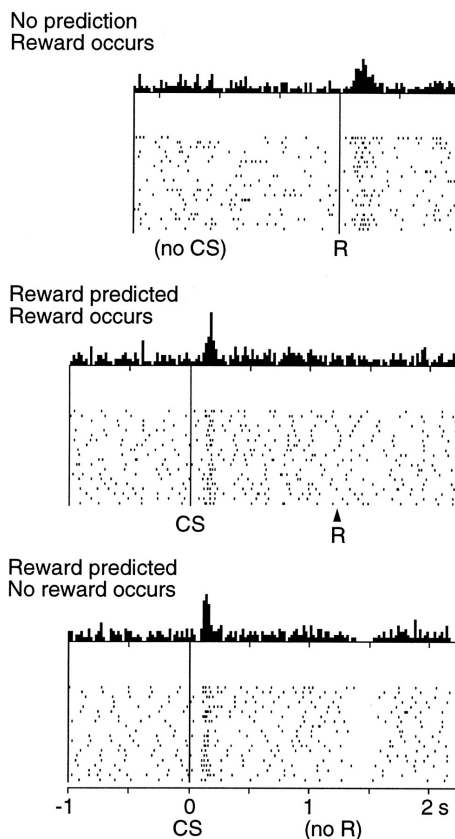 No prediction
Reward occurs
(no CS) R
Reward predicted
Reward occurs
CS R
Reward predicted
No reward occurs
-1 0 1 2 s
CS (no R)